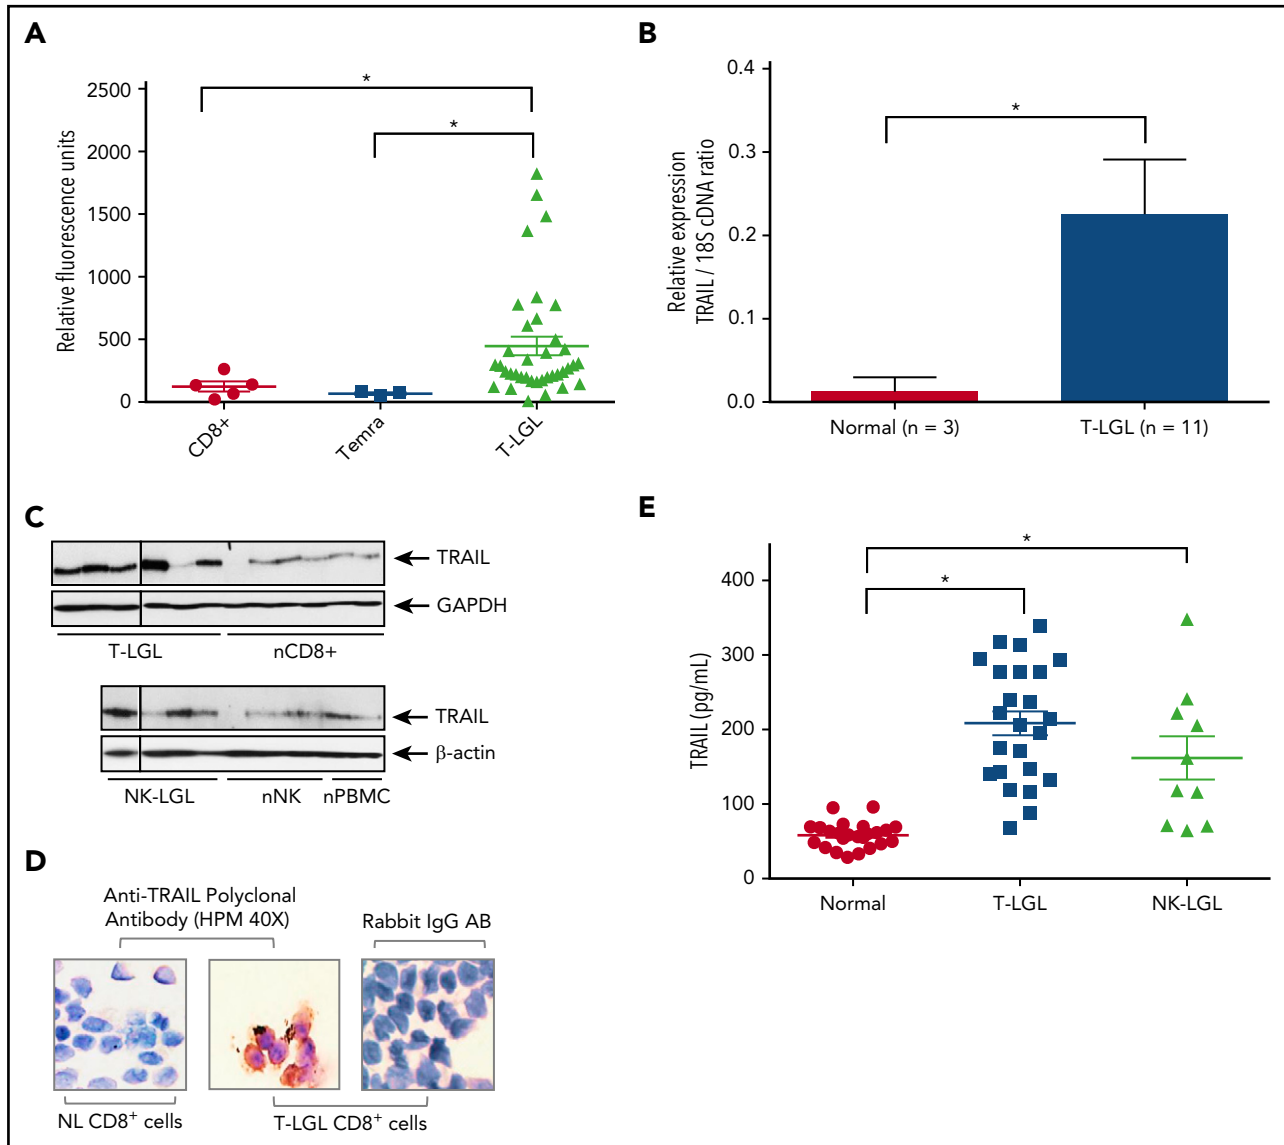 A
Relative fluorescence units
2500
2000
1500
1000
500
0
*
*
CD8+
Temra
T-LGL
B
Relative expression
TRAIL / 18S cDNA ratio
0.4
0.3
0.2
0.1
0.0
*
Normal (n = 3)
T-LGL (n = 11)
C
TRAIL
GAPDH
T-LGL
nCD8+
TRAIL
β-actin
NK-LGL
nNK
nPBMC
D
Anti-TRAIL Polyclonal
Antibody (HPM 40X)
Rabbit IgG AB
NL CD8⁺ cells
T-LGL CD8⁺ cells
E
TRAIL (pg/mL)
400
300
200
100
0
*
*
Normal
T-LGL
NK-LGL